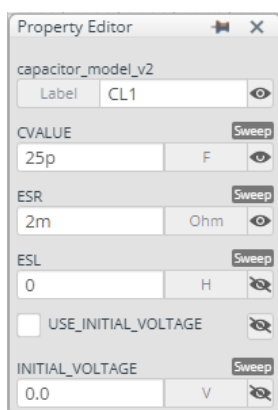 Property Editor
capacitor_model_v2
Label CL1
CVALUE Sweep
25p F
ESR Sweep
2m Ohm
ESL Sweep
0 H
USE_INITIAL_VOLTAGE
INITIAL_VOLTAGE Sweep
0.0 V